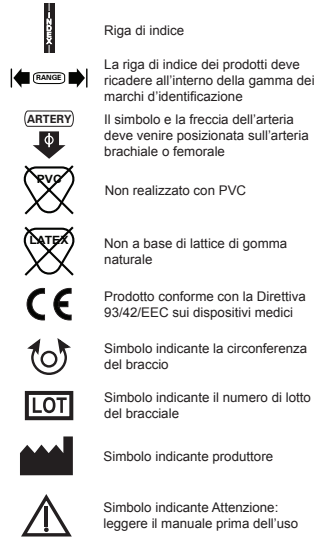 INDEX
Riga di indice
RANGE
La riga di indice dei prodotti deve
ricadere all'interno della gamma dei
marchi d'identificazione
ARTERY
Φ
Il simbolo e la freccia dell'arteria
deve venire posizionata sull'arteria
brachiale o femorale
PVC
Non realizzato con PVC
LATEX
Non a base di lattice di gomma
naturale
CE
Prodotto conforme con la Direttiva
93/42/EEC sui dispositivi medici
Simbolo indicante la circonferenza
del braccio
LOT
Simbolo indicante il numero di lotto
del bracciale
Simbolo indicante produttore
Simbolo indicante Attenzione:
leggere il manuale prima dell'uso